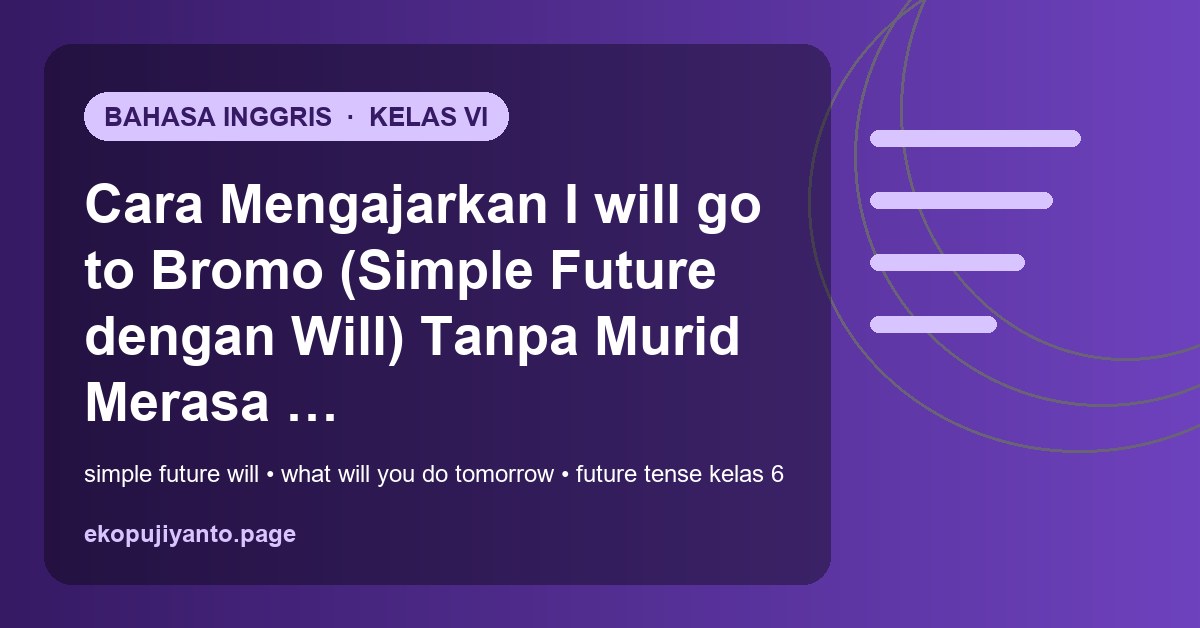 BAHASA INGGRIS · KELAS VI
Cara Mengajarkan I will go
to Bromo (Simple Future
dengan Will) Tanpa Murid
Merasa …
simple future will • what will you do tomorrow • future tense kelas 6
ekopujiyanto.page